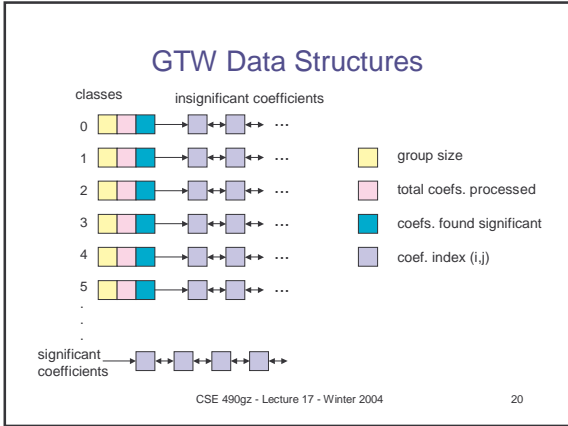 GTW Data Structures
classes
insignificant coefficients
0
...
1
...
2
...
3
...
4
...
5
...
.
.
.
group size
total coefs. processed
coefs. found significant
coef. index (i,j)
significant
coefficients
CSE 490gz - Lecture 17 - Winter 2004
20